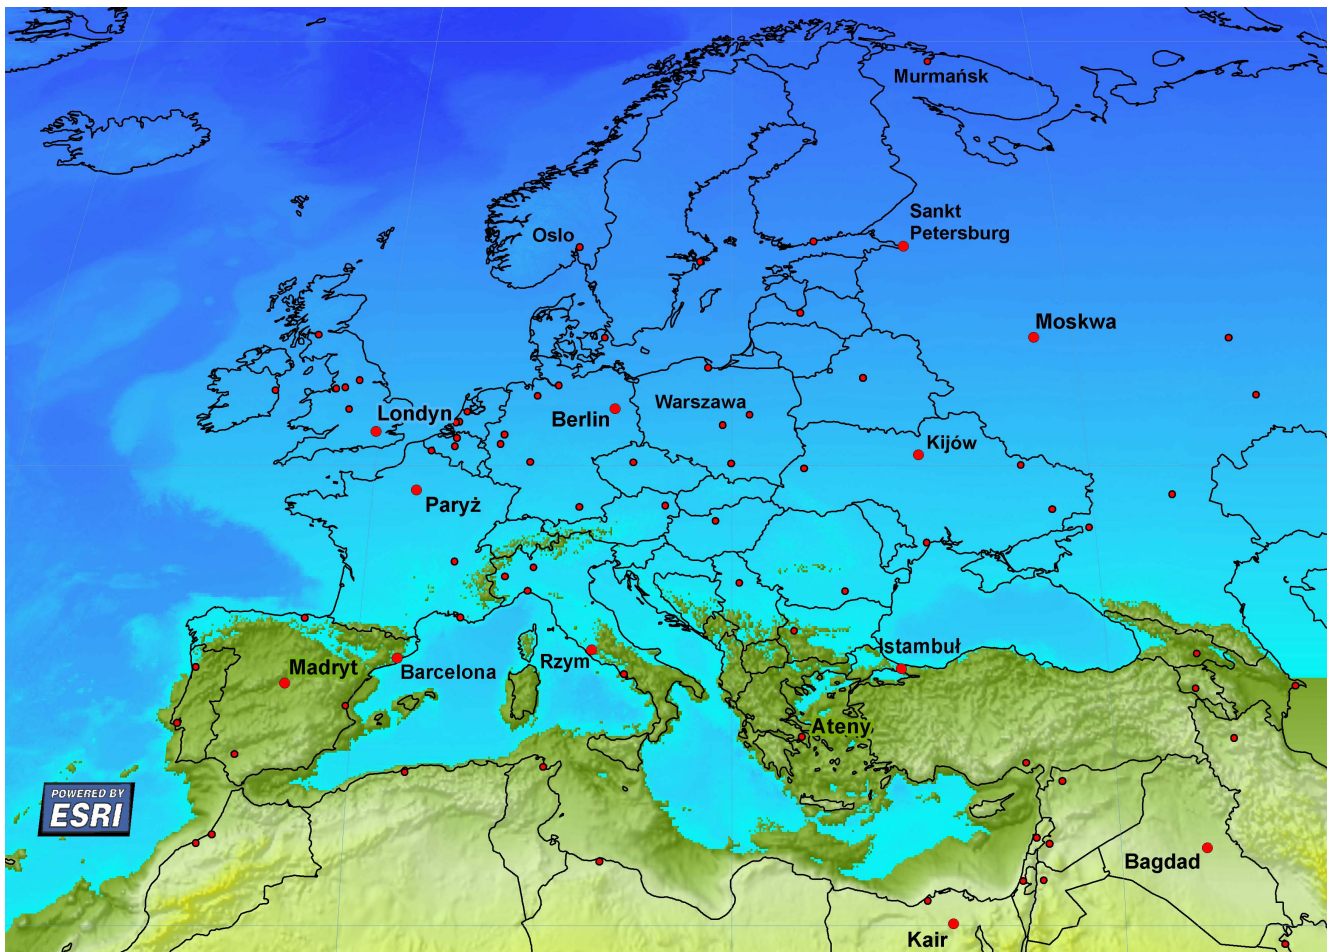 Murmańsk
Sankt
Petersburg
Oslo
Moskwa
Warszawa
Londyn
Berlin
Kijów
Paryż
Istambuł
Rzym
Madryt
Barcelona
Ateny
POWERED BY
ESRI
Bagdad
Kair